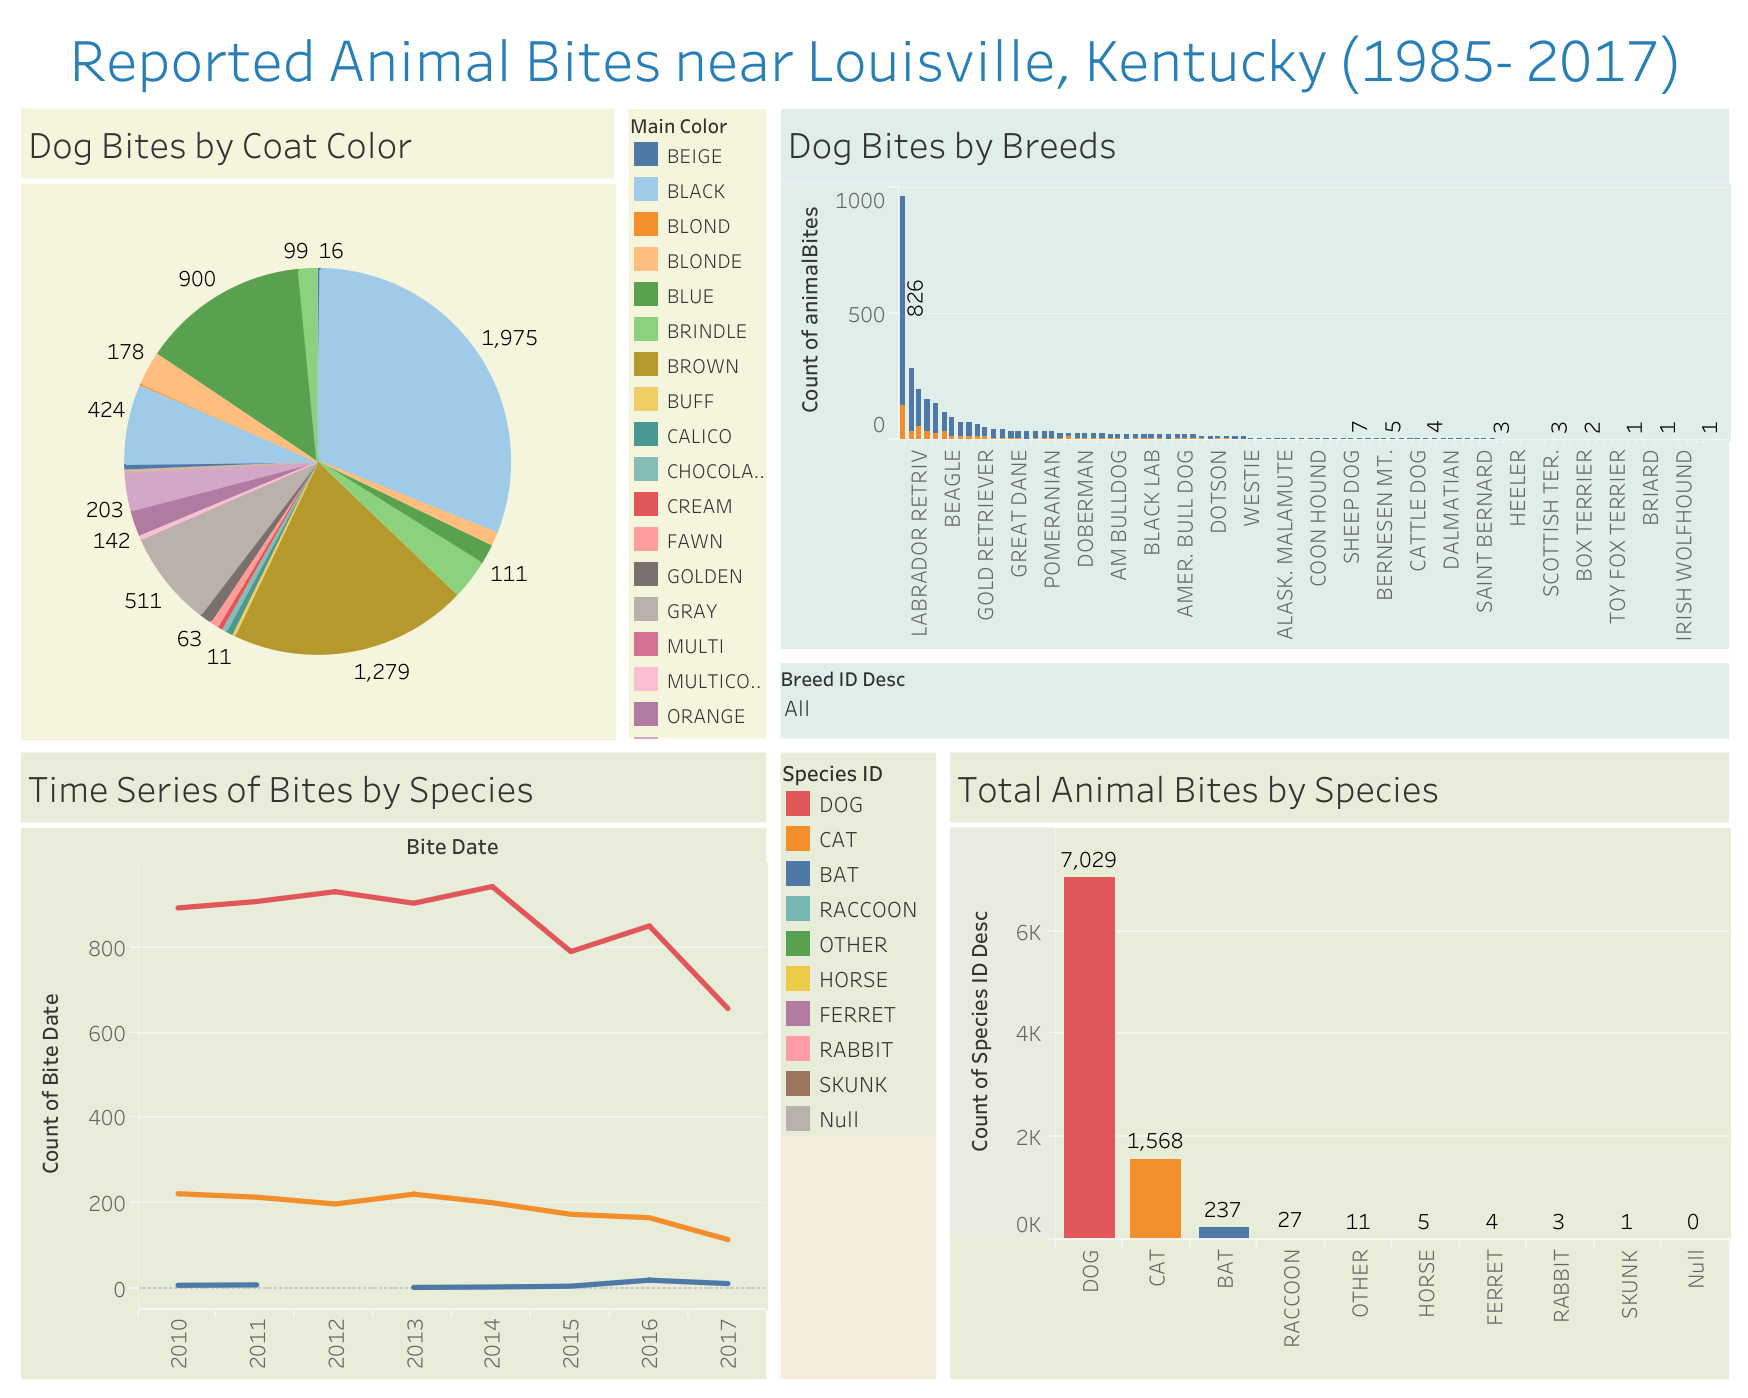 Reported Animal Bites near Louisville, Kentucky (1985- 2017)
Dog Bites by Coat Color
99 16
900
1,975
178
424
203
142
111
511
63
11
1,279
Main Color
BEIGE
BLACK
BLOND
BLONDE
BLUE
BRINDLE
BROWN
BUFF
CALICO
CHOCOLA..
CREAM
FAWN
GOLDEN
GRAY
MULTI
MULTICO..
ORANGE
Dog Bites by Breeds
Count of animalBites
1000
500
0
826
7
5
4
3
3
2
1
1
1
LABRADOR RETRIV
BEAGLE
GOLD RETRIEVER
GREAT DANE
POMERANIAN
DOBERMAN
AM BULLDOG
BLACK LAB
AMER. BULL DOG
DOTSON
WESTIE
ALASK. MALAMUTE
COON HOUND
SHEEP DOG
BERNESEN MT.
CATTLE DOG
DALMATIAN
SAINT BERNARD
HEELER
SCOTTISH TER.
BOX TERRIER
TOY FOX TERRIER
BRIARD
IRISH WOLFHOUND
Breed ID Desc
All
Time Series of Bites by Species
Bite Date
Count of Bite Date
800
600
400
200
0
2010
2011
2012
2013
2014
2015
2016
2017
Species ID
DOG
CAT
BAT
RACCOON
OTHER
HORSE
FERRET
RABBIT
SKUNK
Null
Total Animal Bites by Species
Count of Species ID Desc
6K
4K
2K
0K
7,029
1,568
237
27
11
5
4
3
1
0
DOG
CAT
BAT
RACCOON
OTHER
HORSE
FERRET
RABBIT
SKUNK
Null